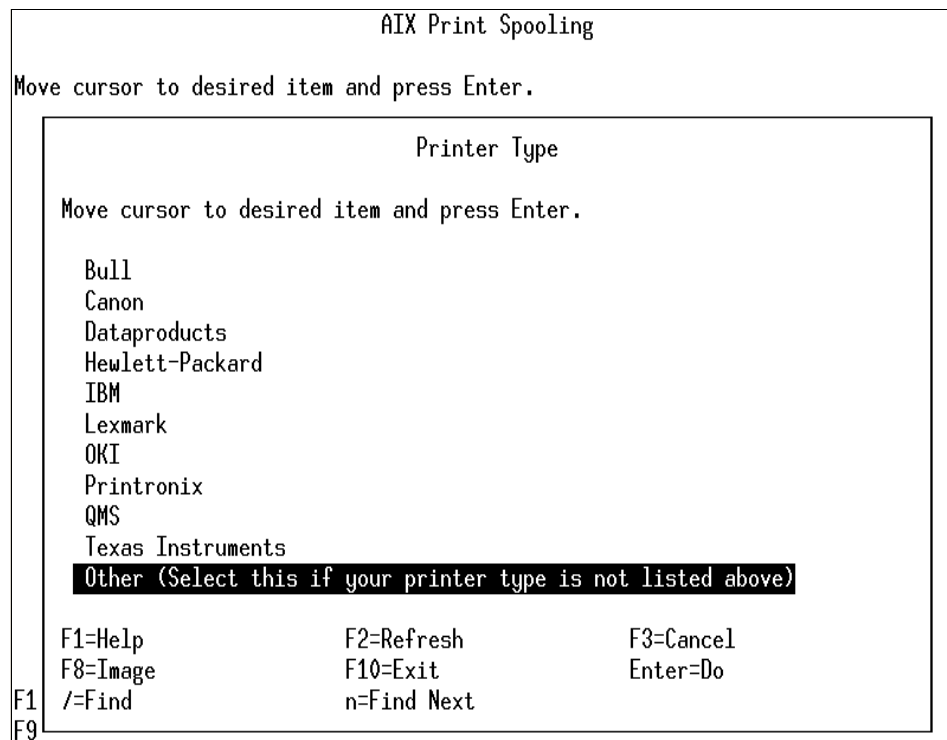 AIX Print Spooling
Move cursor to desired item and press Enter.
Printer Type
Move cursor to desired item and press Enter.
Bull
Canon
Dataproducts
Hewlett-Packard
IBM
Lexmark
OKI
Printronix
QMS
Texas Instruments
Other (Select this if your printer type is not listed above)
F1=Help F2=Refresh F3=Cancel
F8=Image F10=Exit Enter=Do
F1 /=Find n=Find Next
F9